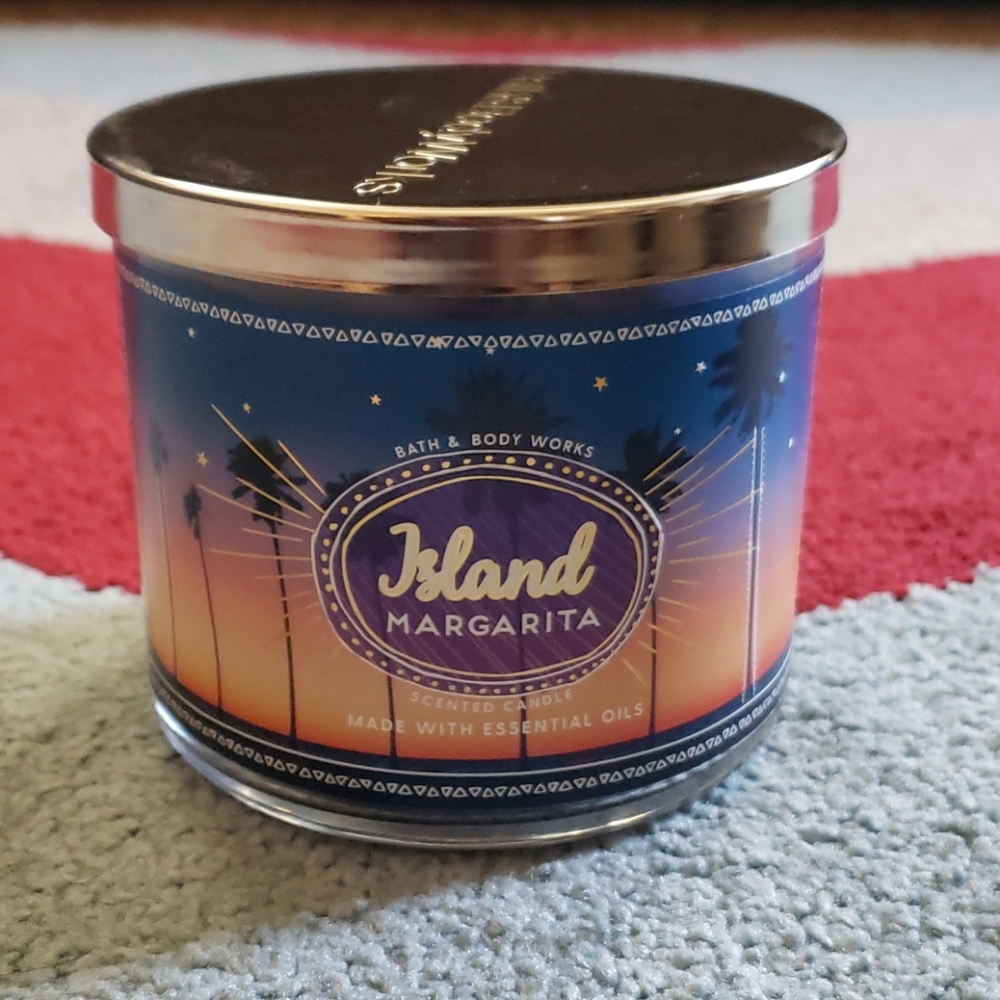 BATH & BODY WORKS
Island
MARGARITA
SCENTED CANDLE
MADE WITH ESSENTIAL OILS